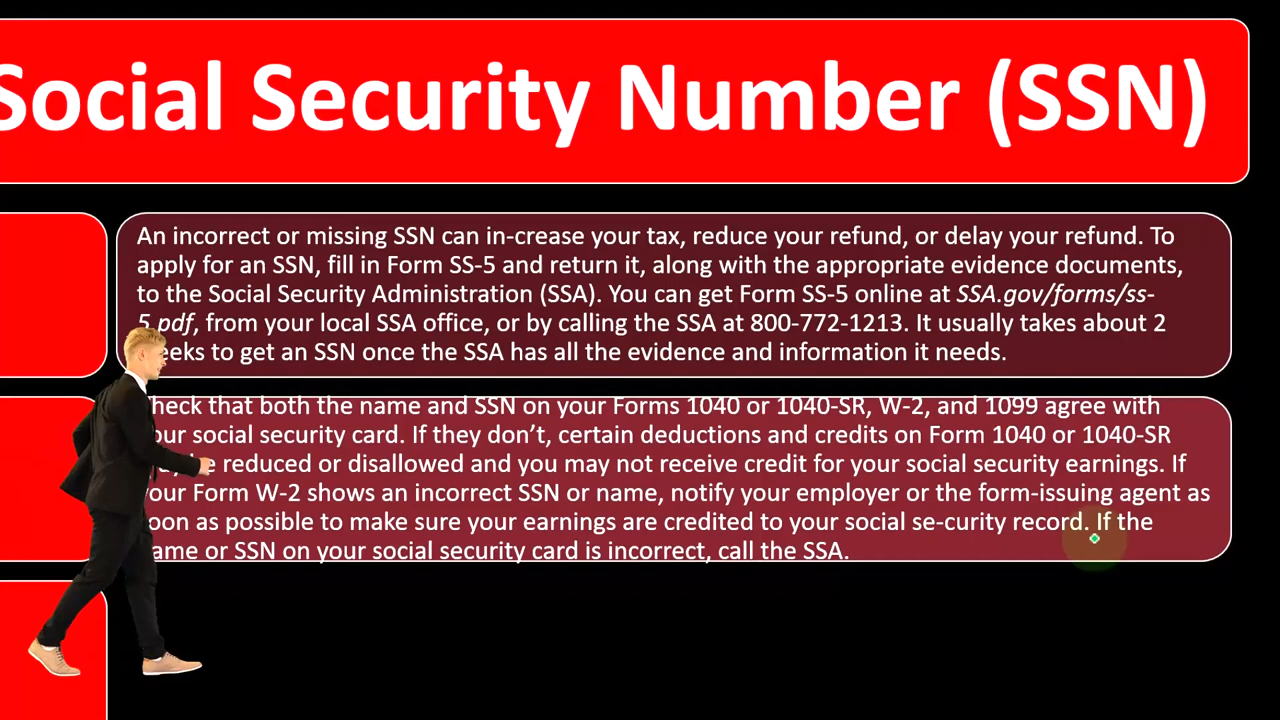 Social Security Number (SSN)
An incorrect or missing SSN can in-crease your tax, reduce your refund, or delay your refund. To
apply for an SSN, fill in Form SS-5 and return it, along with the appropriate evidence documents,
to the Social Security Administration (SSA). You can get Form SS-5 online at SSA.gov/forms/ss-
5.pdf, from your local SSA office, or by calling the SSA at 800-772-1213. It usually takes about 2
eeks to get an SSN once the SSA has all the evidence and information it needs.
heck that both the name and SSN on your Forms 1040 or 1040-SR, W-2, and 1099 agree with
our social security card. If they don’t, certain deductions and credits on Form 1040 or 1040-SR
reduced or disallowed and you may not receive credit for your social security earnings. If
our Form W-2 shows an incorrect SSN or name, notify your employer or the form-issuing agent as
oon as possible to make sure your earnings are credited to your social se-curity record. If the
ame or SSN on your social security card is incorrect, call the SSA.